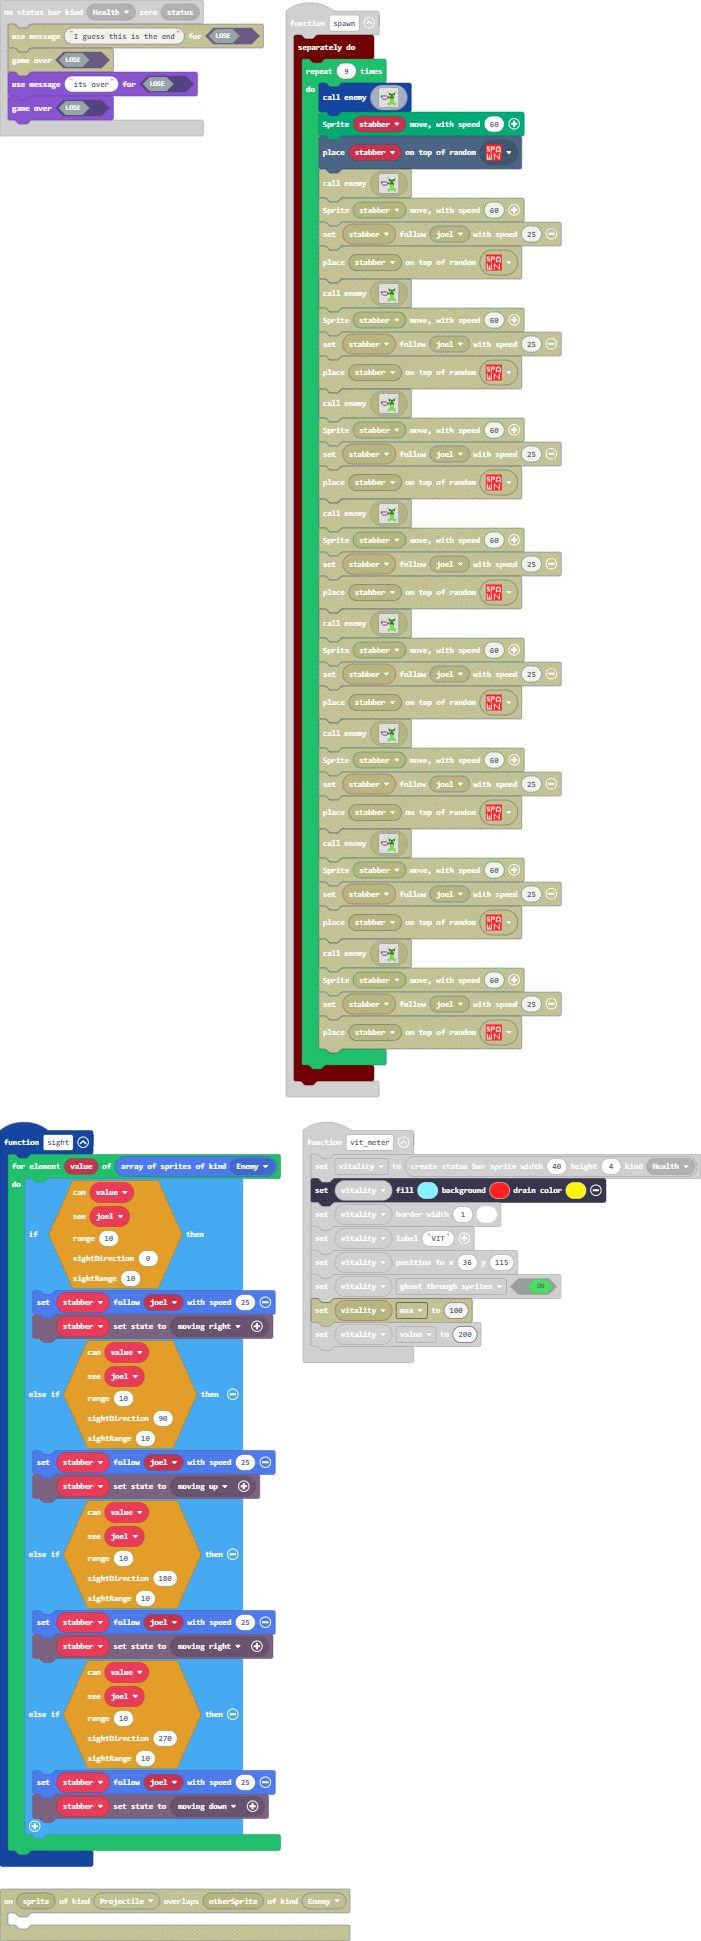 on status bar kind Health zero status
use message "I guess this is the end" for LOSE
game over LOSE
use message "its over" for LOSE
game over LOSE
function spawn
separately do
repeat 9 times
do
call enemy
Sprite stabber move, with speed 60
place stabber on top of random SPAWN
call enemy
Sprite stabber move, with speed 60
set stabber follow joel with speed 25
place stabber on top of random SPAWN
call enemy
Sprite stabber move, with speed 60
set stabber follow joel with speed 25
place stabber on top of random SPAWN
call enemy
Sprite stabber move, with speed 60
set stabber follow joel with speed 25
place stabber on top of random SPAWN
call enemy
Sprite stabber move, with speed 60
set stabber follow joel with speed 25
place stabber on top of random SPAWN
call enemy
Sprite stabber move, with speed 60
set stabber follow joel with speed 25
place stabber on top of random SPAWN
call enemy
Sprite stabber move, with speed 60
set stabber follow joel with speed 25
place stabber on top of random SPAWN
call enemy
Sprite stabber move, with speed 60
set stabber follow joel with speed 25
place stabber on top of random SPAWN
call enemy
Sprite stabber move, with speed 60
set stabber follow joel with speed 25
place stabber on top of random SPAWN
function sight
for element value of array of sprites of kind Enemy
do
if can value
see joel
range 10
sightDirection 0
sightRange 10
then
set stabber follow joel with speed 25
stabber set state to moving right
else if can value
see joel
range 10
sightDirection 90
sightRange 10
then
set stabber follow joel with speed 25
stabber set state to moving up
else if can value
see joel
range 10
sightDirection 180
sightRange 10
then
set stabber follow joel with speed 25
stabber set state to moving right
else if can value
see joel
range 10
sightDirection 270
sightRange 10
then
set stabber follow joel with speed 25
stabber set state to moving down
function vit_meter
set vitality to create status bar sprite width 40 height 4 kind Health
set vitality fill background drain color
set vitality border width 1
set vitality label "VIT"
set vitality position to x 36 y 115
set vitality ghost through sprites ON
set vitality max to 100
set vitality value to 200
on sprite of kind Projectile overlaps otherSprite of kind Enemy